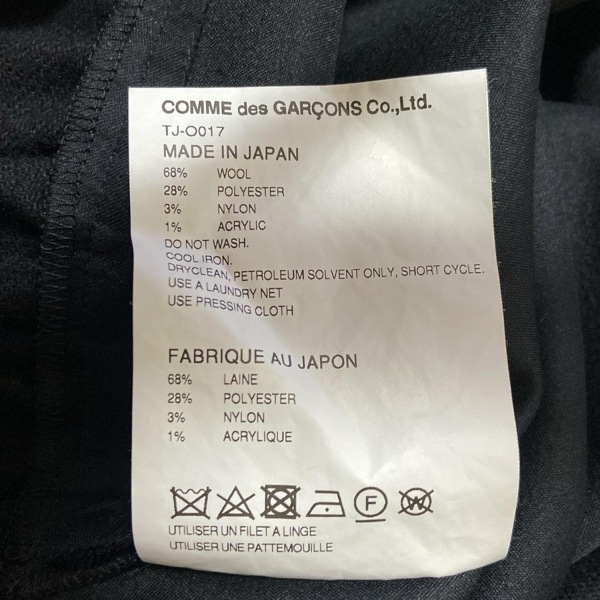 COMME des GARÇONS Co.,Ltd.
TJ-O017
MADE IN JAPAN
68% WOOL
28% POLYESTER
3% NYLON
1% ACRYLIC
DO NOT WASH.
COOL IRON.
DRYCLEAN, PETROLEUM SOLVENT ONLY, SHORT CYCLE.
USE A LAUNDRY NET
USE PRESSING CLOTH
FABRIQUE AU JAPON
68% LAINE
28% POLYESTER
3% NYLON
1% ACRYLIQUE
F W
UTILISER UN FILET A LINGE
UTILISER UNE PATTEMOUILLE